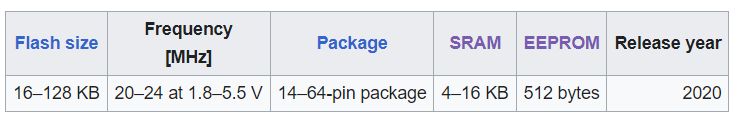 Flash size Frequency [MHz] Package SRAM EEPROM Release year
16–128 KB 20–24 at 1.8–5.5 V 14–64-pin package 4–16 KB 512 bytes 2020